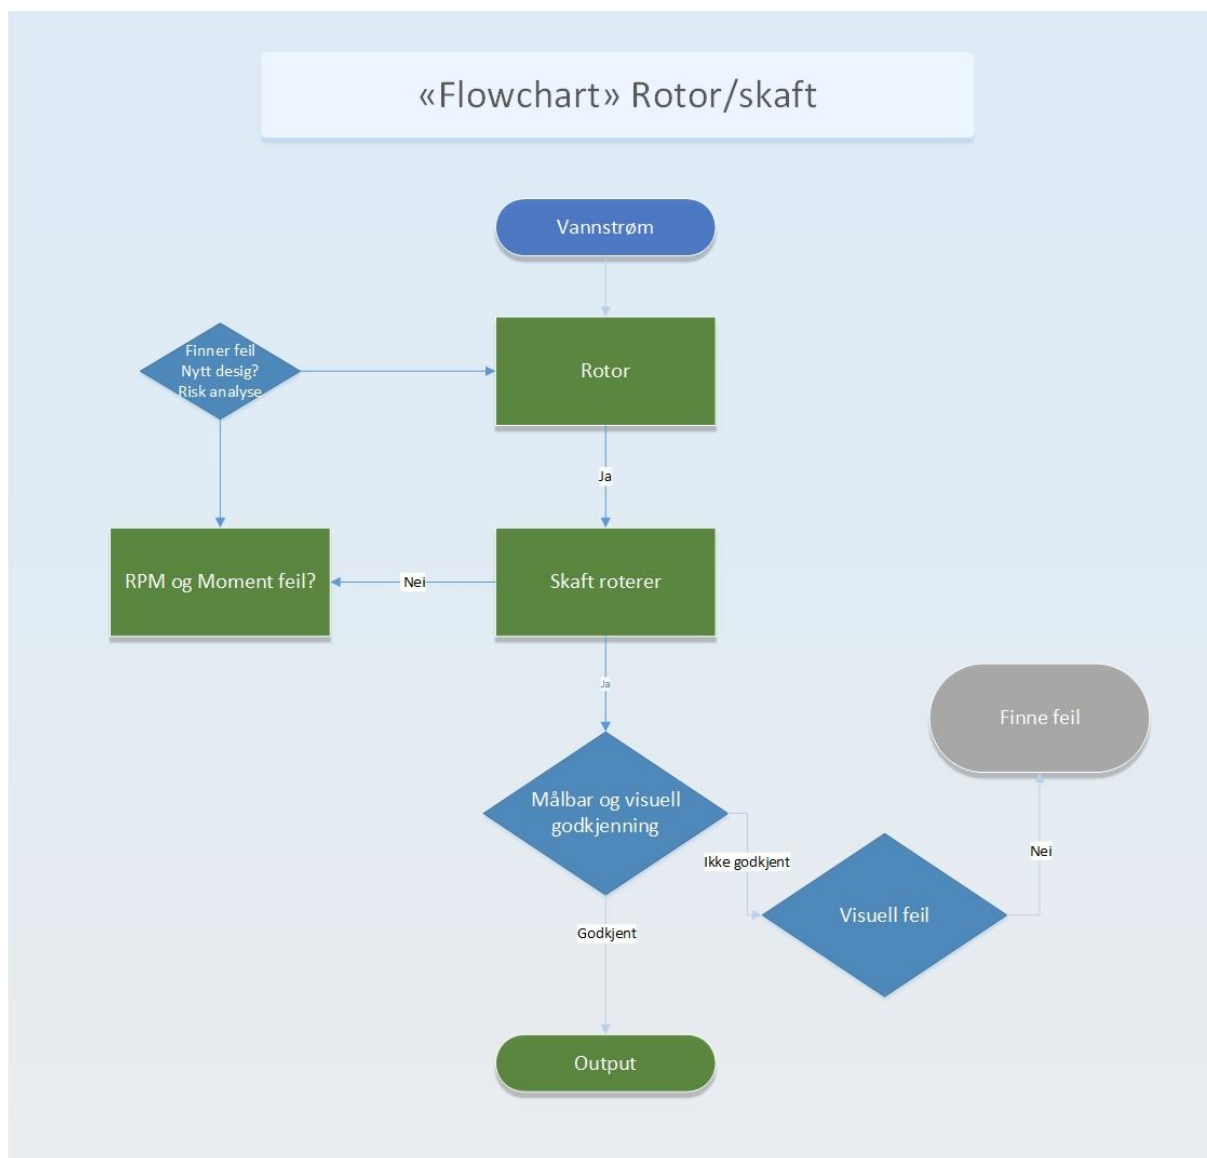 «Flowchart» Rotor/skaft
Vannstrøm
Finner feil
Nytt desig?
Risk analyse
Rotor
Ja
RPM og Moment feil?
Nei
Skaft roterer
Ja
Finne feil
Målbar og visuell
godkjenning
Ikke godkjent
Nei
Visuell feil
Godkjent
Output